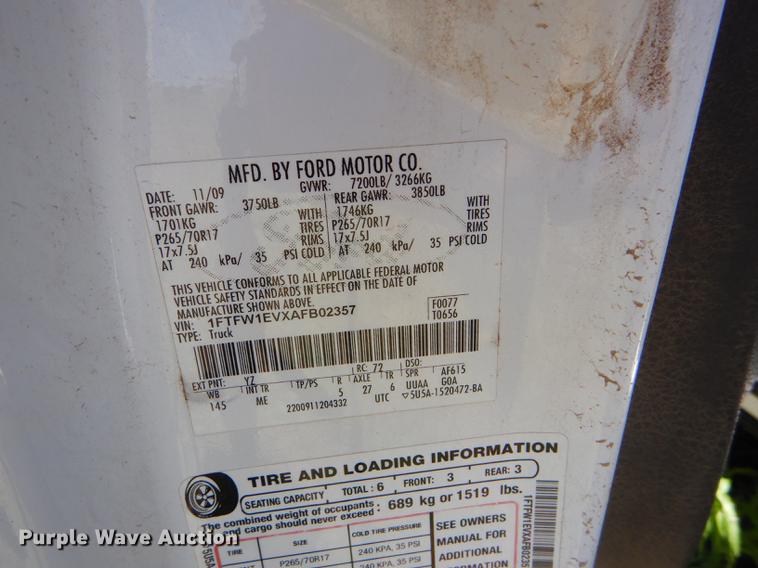 MFD. BY FORD MOTOR CO.
DATE: 11/09 GVWR: 7200LB/ 3266KG
FRONT GAWR: 3750LB REAR GAWR: 3850LB
1701KG WITH 1746KG WITH
P265/70R17 TIRES P265/70R17 TIRES
17x7.5J RIMS 17x7.5J RIMS
AT 240 kPa/ 35 PSI COLD AT 240 kPa/ 35 PSI COLD
THIS VEHICLE CONFORMS TO ALL APPLICABLE FEDERAL MOTOR
VEHICLE SAFETY STANDARDS IN EFFECT ON THE DATE OF
MANUFACTURE SHOWN ABOVE.
VIN: 1FTFW1EVXAFB02357 F0077
TYPE: Truck T0656
EXT PNT: YZ RC: 72 DSO:
WB INT TR TP/PS R AXLE TR SPR AF615
145 ME 5 27 6 UUAA GOA
2200911204332 UTC ▽5U5A-1520472-BA
TIRE AND LOADING INFORMATION
SEATING CAPACITY TOTAL: 6 FRONT: 3 REAR: 3
The combined weight of occupants
and cargo should never exceed: 689 kg or 1519 lbs.
TIRE SIZE COLD TIRE PRESSURE
P265/70R17 240 KPA, 35 PSI
SEE OWNERS
MANUAL FOR
ADDITIONAL
1FTFW1EVXAFB0235
Purple Wave Auction